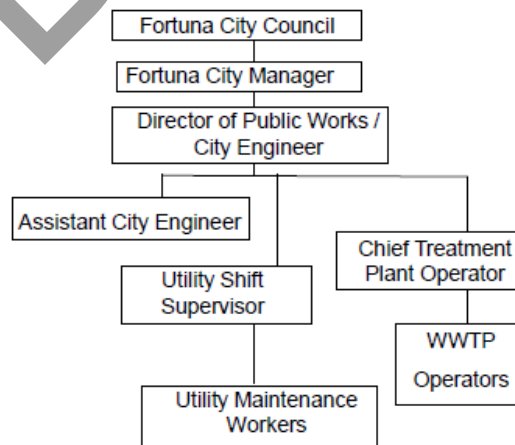 Fortuna City Council
Fortuna City Manager
Director of Public Works /
City Engineer
Assistant City Engineer
Chief Treatment
Plant Operator
Utility Shift
Supervisor
WWTP
Operators
Utility Maintenance
Workers